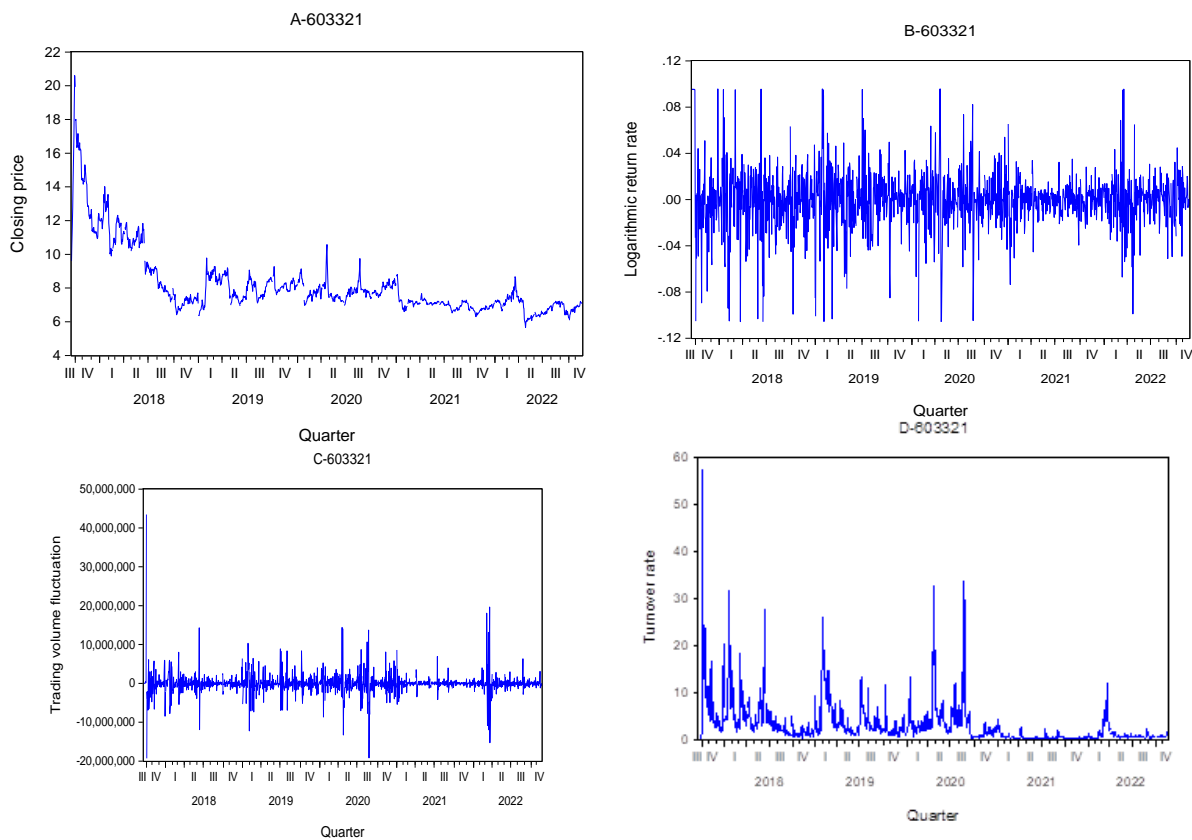 A-603321
22
20
18
16
14
12
10
8
6
4
Closing price
III IV I II III IV I II III IV I II III IV I II III IV I II III IV
2018 2019 2020 2021 2022
Quarter
B-603321
.12
.08
.04
.00
-.04
-.08
-.12
Logarithmic return rate
III IV I II III IV I II III IV I II III IV I II III IV I II III IV
2018 2019 2020 2021 2022
Quarter
C-603321
50,000,000
40,000,000
30,000,000
20,000,000
10,000,000
0
-10,000,000
-20,000,000
Trading volume fluctuation
III IV I II III IV I II III IV I II III IV I II III IV I II III IV
2018 2019 2020 2021 2022
Quarter
D-603321
60
50
40
30
20
10
0
Turnover rate
III IV I II III IV I II III IV I II III IV I II III IV I II III IV
2018 2019 2020 2021 2022
Quarter